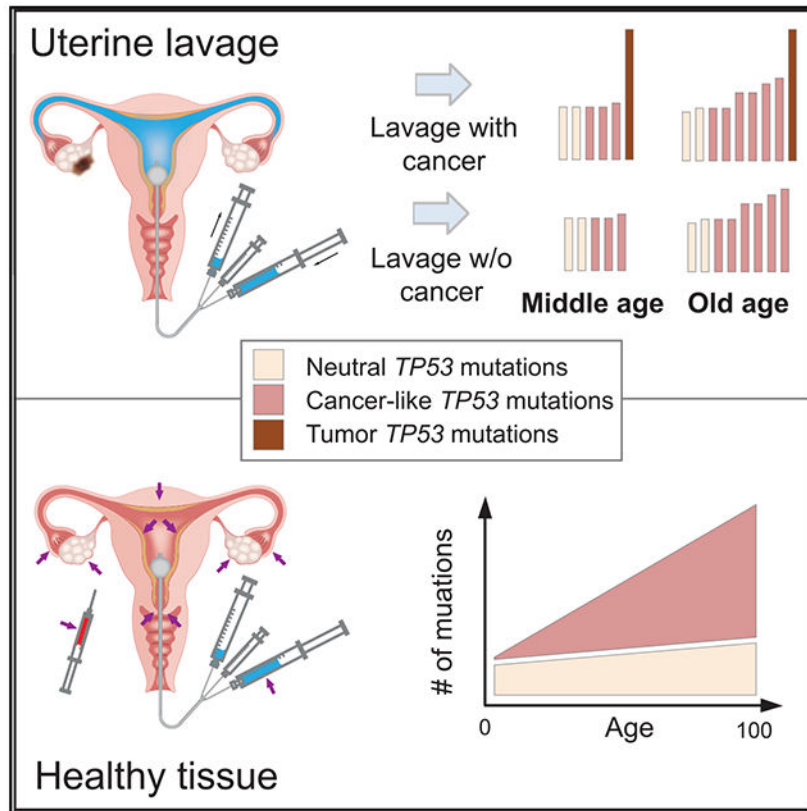 Uterine lavage
Lavage with
cancer
Lavage w/o
cancer
Middle age
Old age
Neutral TP53 mutations
Cancer-like TP53 mutations
Tumor TP53 mutations
# of muations
0
Age
100
Healthy tissue